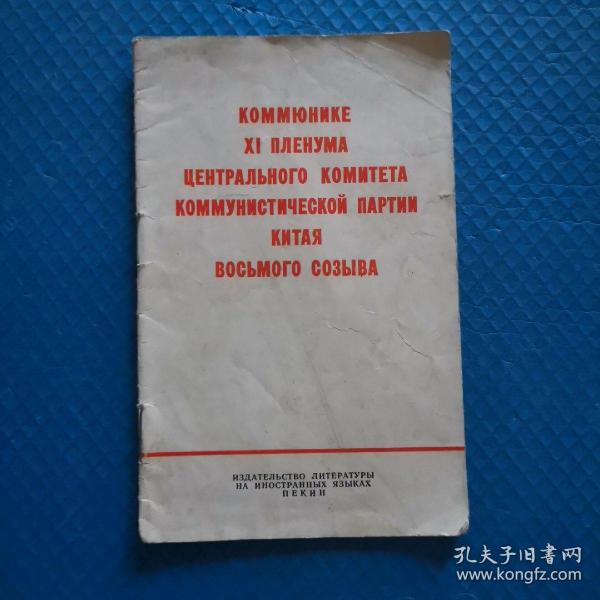 КОММЮНИКЕ
XI ПЛЕНУМА
ЦЕНТРАЛЬНОГО КОМИТЕТА
КОММУНИСТИЧЕСКОЙ ПАРТИИ
КИТАЯ
ВОСЬМОГО СОЗЫВА
ИЗДАТЕЛЬСТВО ЛИТЕРАТУРЫ
НА ИНОСТРАННЫХ ЯЗЫКАХ
ПЕКИН
孔夫子旧書网
www.kongfz.com